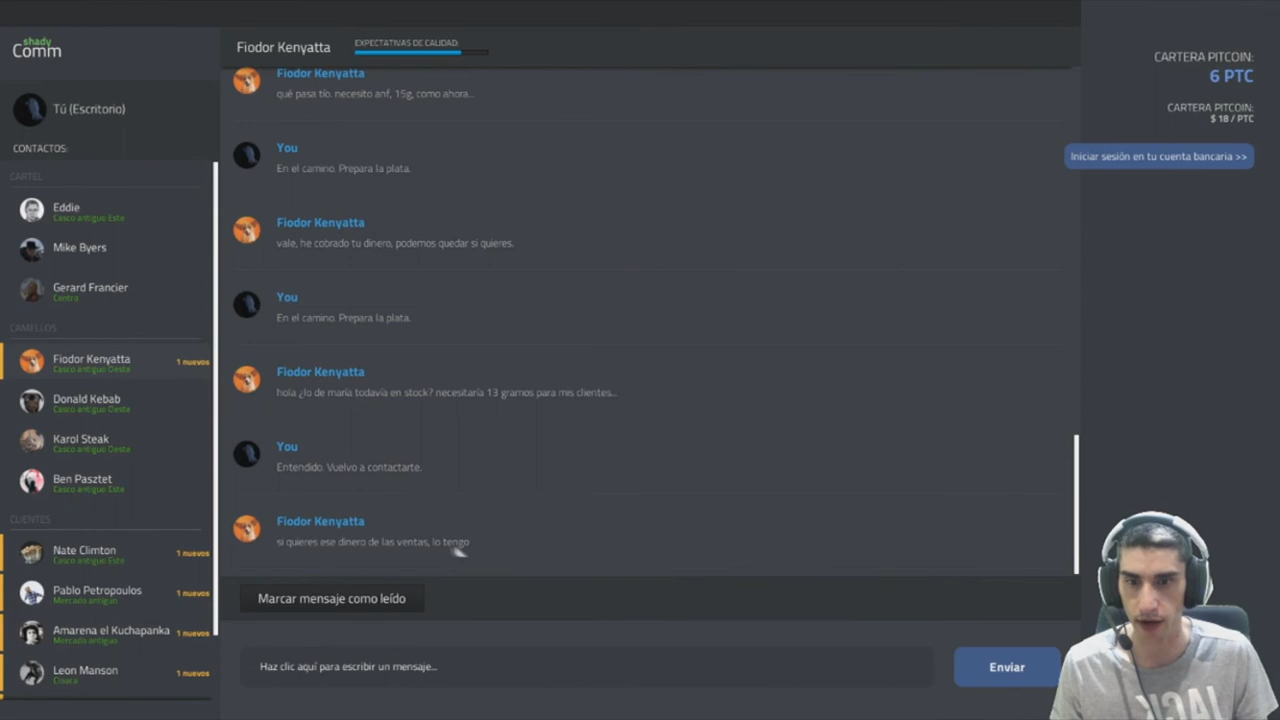 shady
Comm
Tú (Escritorio)
CONTACTOS:
CARTEL
Eddie
Casco antiguo Este
Mike Byers
Gerard Francier
Centro
CAMELLOS
Fiodor Kenyatta
1 nuevos
Casco antiguo Oeste
Donald Kebab
Casco antiguo Oeste
Karol Steak
Casco antiguo Oeste
Ben Pasztet
Casco antiguo Este
CLIENTES
Nate Climton
1 nuevos
Casco antiguo Este
Pablo Petropoulos
1 nuevos
Mercado antiguo
Amarena el Kuchapanka
1 nuevos
Mercado antiguo
Leon Manson
1 nuevos
Cloaca
Fiodor Kenyatta
EXPECTATIVAS DE CALIDAD:
Fiodor Kenyatta
qué pasa tío. necesito anf, 15g, como ahora...
You
En el camino. Prepara la plata.
Fiodor Kenyatta
vale, he cobrado tu dinero, podemos quedar si quieres.
You
En el camino. Prepara la plata.
Fiodor Kenyatta
hola ¿lo de maría todavía en stock? necesitaría 13 gramos para mis clientes...
You
Entendido. Vuelvo a contactarte.
Fiodor Kenyatta
si quieres ese dinero de las ventas, lo tengo
Marcar mensaje como leído
Haz clic aquí para escribir un mensaje...
Enviar
CARTERA PITCOIN:
6 PTC
CARTERA PITCOIN:
$ 18 / PTC
Iniciar sesión en tu cuenta bancaria >>
JACK